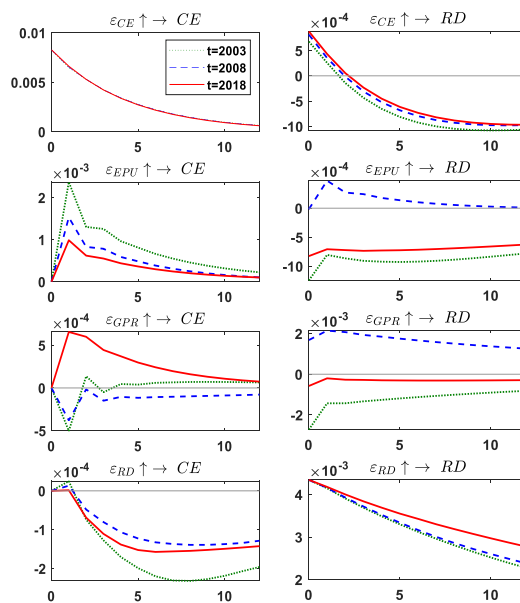 ε_CE ↑→ CE
0.01
0.005
0
0 5 10
t=2003
t=2008
t=2018
ε_CE ↑→ RD
×10^-4
5
0
-5
-10
0 5 10
ε_EPU ↑→ CE
×10^-3
2
1
0
0 5 10
ε_EPU ↑→ RD
×10^-4
5
0
-5
-10
0 5 10
ε_GPR ↑→ CE
×10^-4
5
0
-5
0 5 10
ε_GPR ↑→ RD
×10^-3
2
0
-2
0 5 10
ε_RD ↑→ CE
×10^-4
0
-1
-2
0 5 10
ε_RD ↑→ RD
×10^-3
4
3
2
0 5 10